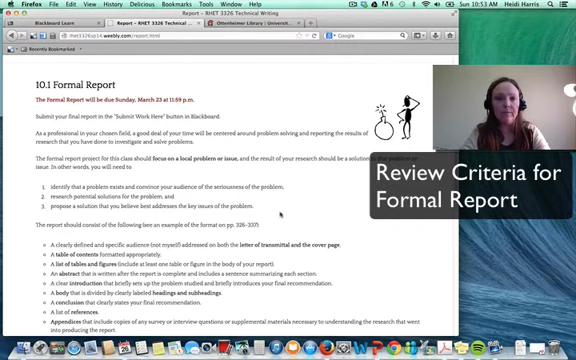 Firefox File Edit View History Delicious Bookmarks Tools Window Help
10:53 AM Heidi Harris
Report – RHET 3326 Technical Writing
Blackboard Learn
Report – RHET 3326 Technical ...
Ottenheimer Library | Universit...
rhet3326sp14.weebly.com/report.html
Google
Recently Bookmarked
10.1 Formal Report
The Formal Report will be due Sunday, March 23 at 11:59 p.m.
Submit your final report in the "Submit Work Here" button in Blackboard.
As a professional in your chosen field, a good deal of your time will be centered around problem solving and reporting the results of
research that you have done to investigate and solve problems.
The formal report project for this class should focus on a local problem or issue, and the result of your research should be a solution to that problem or
issue. In other words, you will need to
1. identify that a problem exists and convince your audience of the seriousness of the problem,
2. research potential solutions for the problem, and
3. propose a solution that you believe best addresses the key issues of the problem.
The report should consist of the following (see an example of the format on pp. 326-337):
A clearly defined and specific audience (not myself) addressed on both the letter of transmittal and the cover page.
A table of contents formatted appropriately.
A list of tables and figures (include at least one table or figure in the body of your report).
An abstract that is written after the report is complete and includes a sentence summarizing each section.
A clear introduction that briefly sets up the problem studied and briefly introduces your final recommendation.
A body that is divided by clearly labeled headings and subheadings.
A conclusion that clearly states your final recommendation.
A list of references.
Appendices that include copies of any survey or interview questions or supplemental materials necessary to understanding the research that went
into producing the report.
Review Criteria for
Formal Report